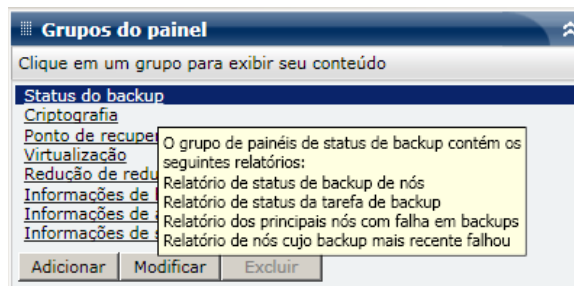 Grupos do painel
Clique em um grupo para exibir seu conteúdo
Status do backup
Criptografia
Ponto de
Virtualização
Redução de
Informações de
Informações de
Informações de
O grupo de painéis de status de backup contém os
seguintes relatórios:
Relatório de status de backup de nós
Relatório de status da tarefa de backup
Relatório dos principais nós com falha em backups
Relatório de nós cujo backup mais recente falhou
Adicionar Modificar Excluir